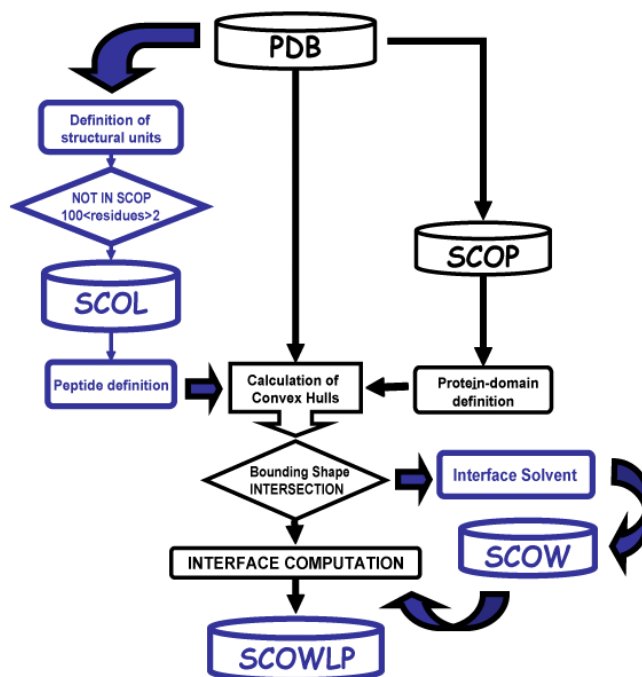 PDB
Definition of
structural units
NOT IN SCOP
100<residues>2
SCOL
SCOP
Peptide definition
Calculation of
Convex Hulls
Protein-domain
definition
Bounding Shape
INTERSECTION
Interface Solvent
INTERFACE COMPUTATION
SCOW
SCOWLP